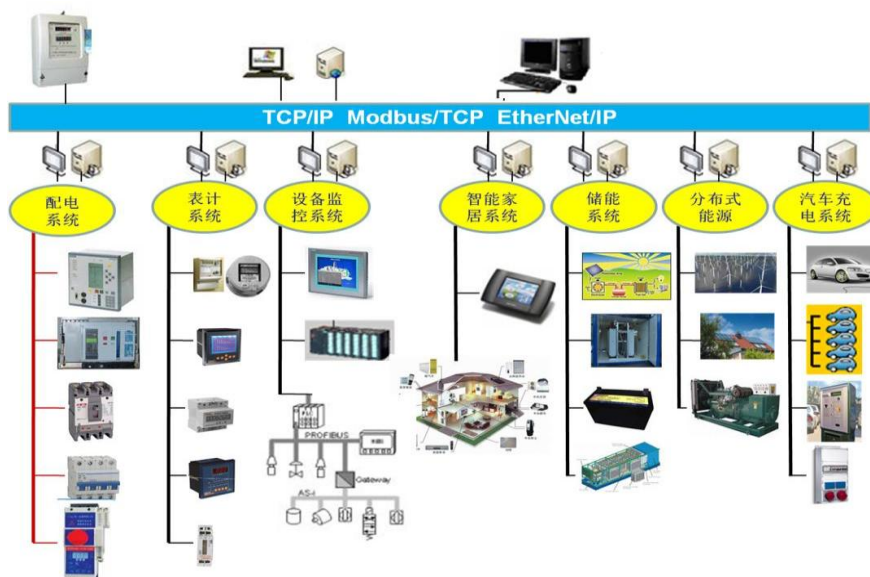 TCP/IP Modbus/TCP EtherNet/IP
配电
系统
表计
系统
设备监
控系统
智能家
居系统
储能
系统
分布式
能源
汽车充
电系统
PROFIBUS
Gateway
AS-i